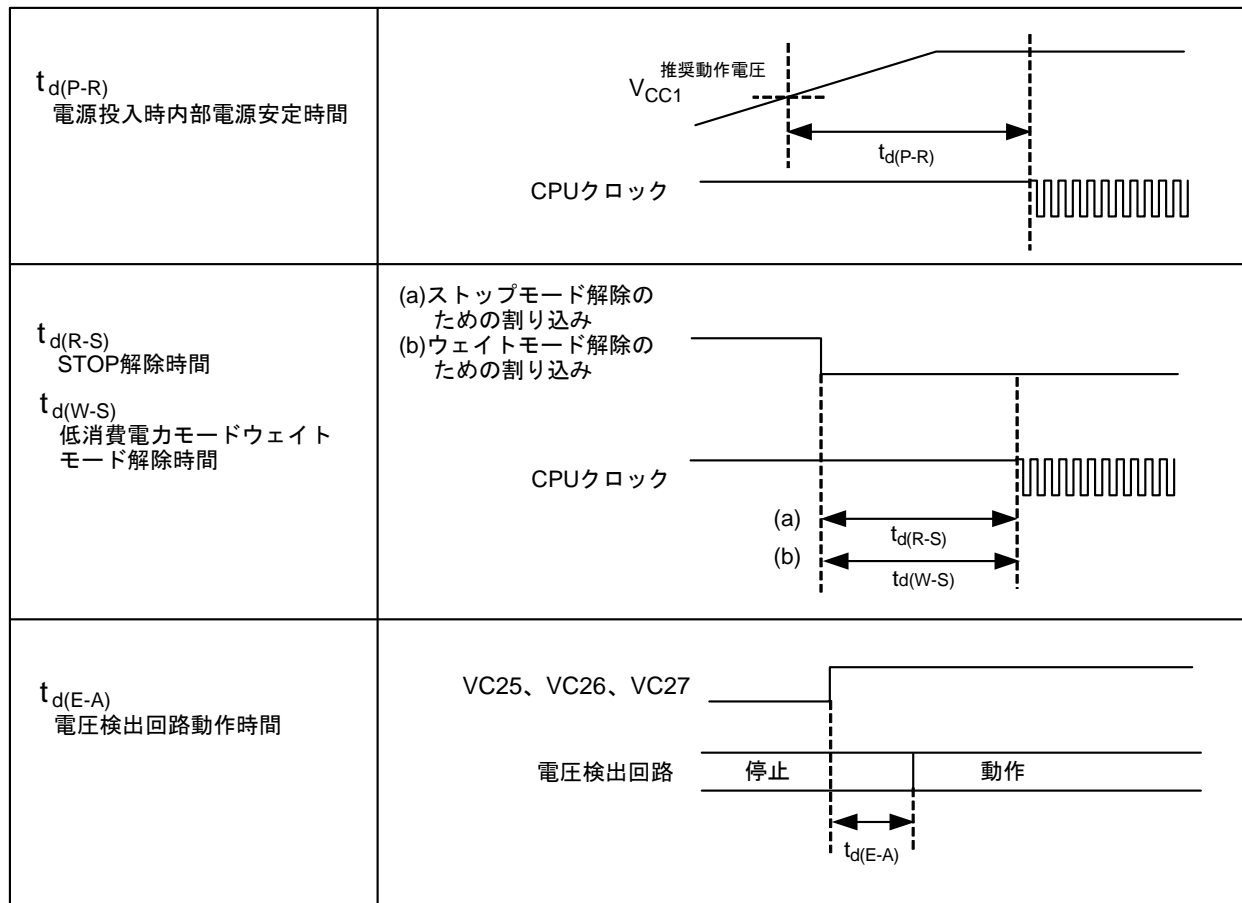 td(P-R)
電源投入時内部電源安定時間
推奨動作電圧
VCC1
td(P-R)
CPUクロック
td(R-S)
STOP解除時間
td(W-S)
低消費電力モードウェイト
モード解除時間
(a)ストップモード解除の
ための割り込み
(b)ウェイトモード解除の
ための割り込み
CPUクロック
(a)
td(R-S)
(b)
td(W-S)
td(E-A)
電圧検出回路動作時間
VC25、VC26、VC27
電圧検出回路
停止
動作
td(E-A)